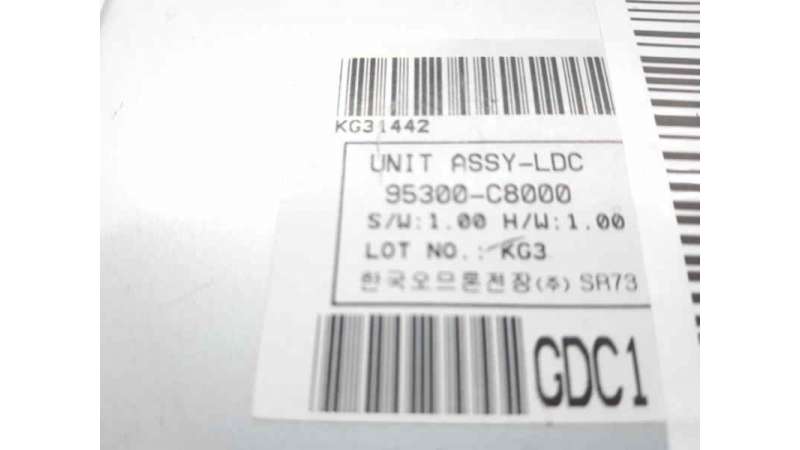 KG31442
UNIT ASSY-LDC
95300-C8000
S/W:1.00 H/W:1.00
LOT NO.: KG3
한국오므론전장(주) SR73
GDC1